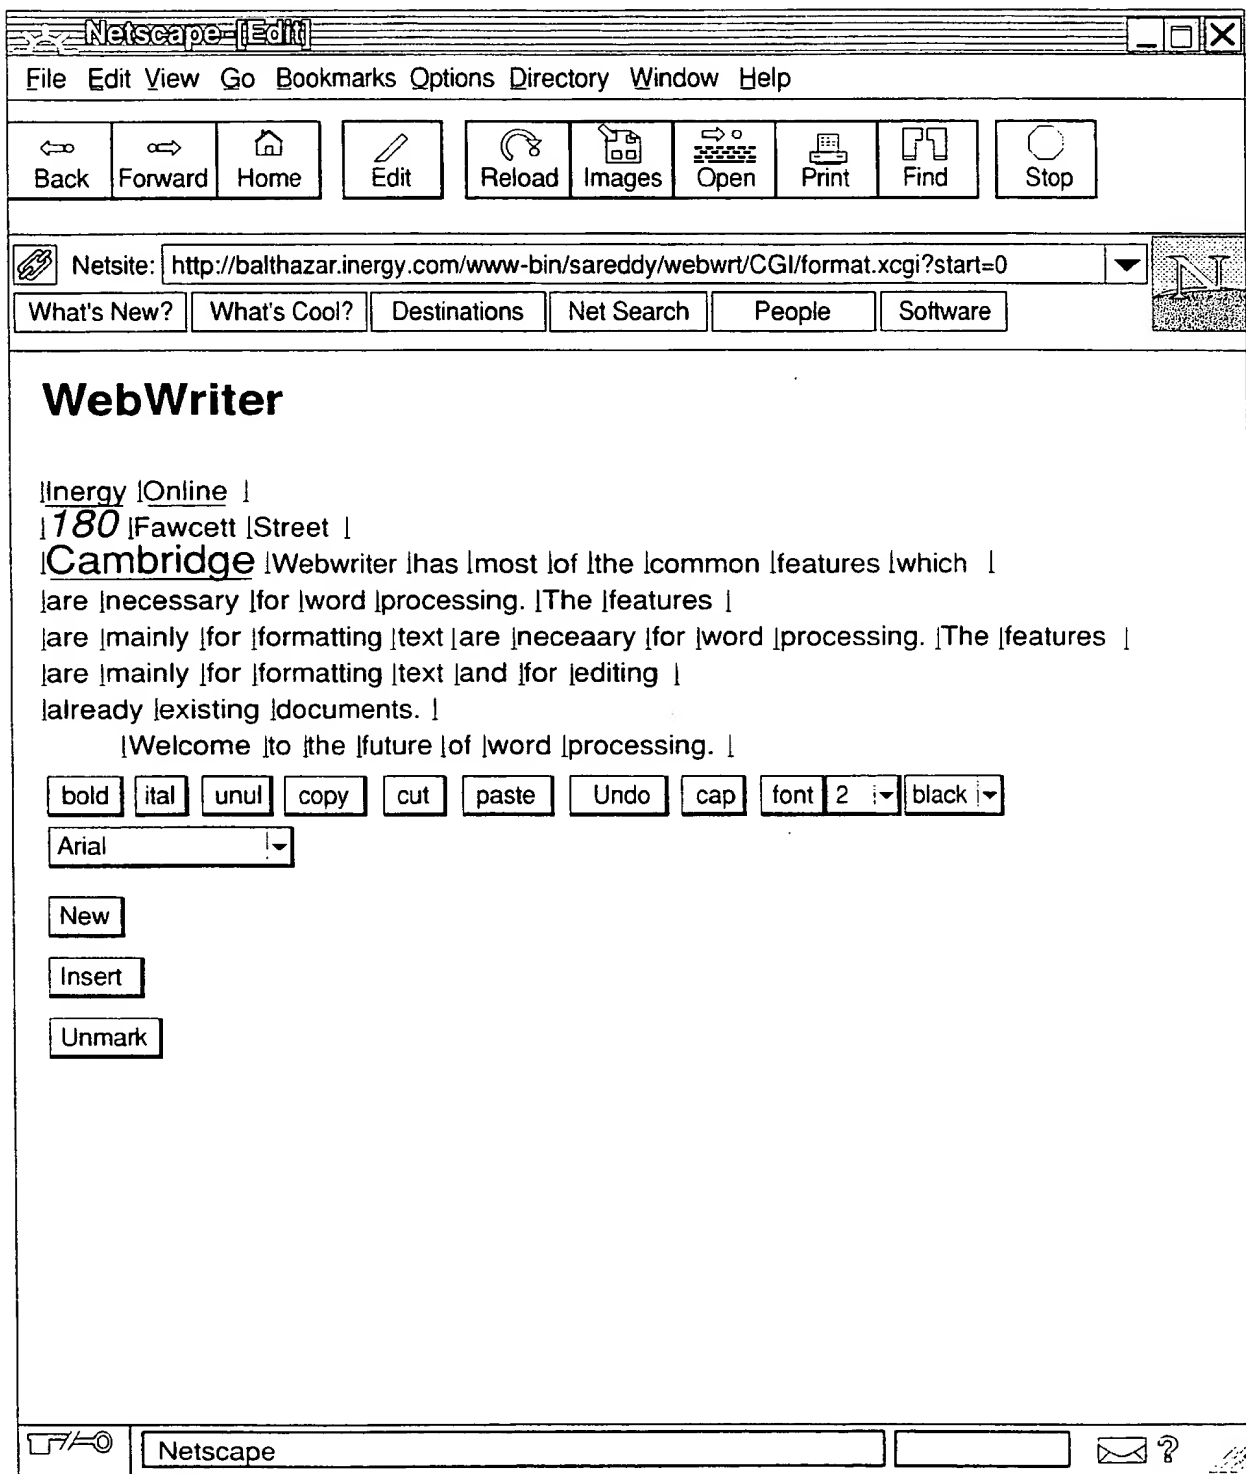 Netscape-[Edit]
File Edit View Go Bookmarks Options Directory Window Help
Back Forward Home Edit Reload Images Open Print Find Stop
Netsite: http://balthazar.inergy.com/www-bin/sareddy/webwrt/CGI/format.xcgi?start=0
N
What's New? What's Cool? Destinations Net Search People Software
WebWriter
|Inergy |Online |
|180 |Fawcett |Street |
|Cambridge |Webwriter |has |most |of |the |common |features |which |
|are |necessary |for |word |processing. |The |features |
|are |mainly |for |formatting |text |are |neceaary |for |word |processing. |The |features |
|are |mainly |for |formatting |text |and |for |editing |
|already |existing |documents. |
|Welcome |to |the |future |of |word |processing. |
bold ital unul copy cut paste Undo cap font 2 black
Arial
New
Insert
Unmark
Netscape ?